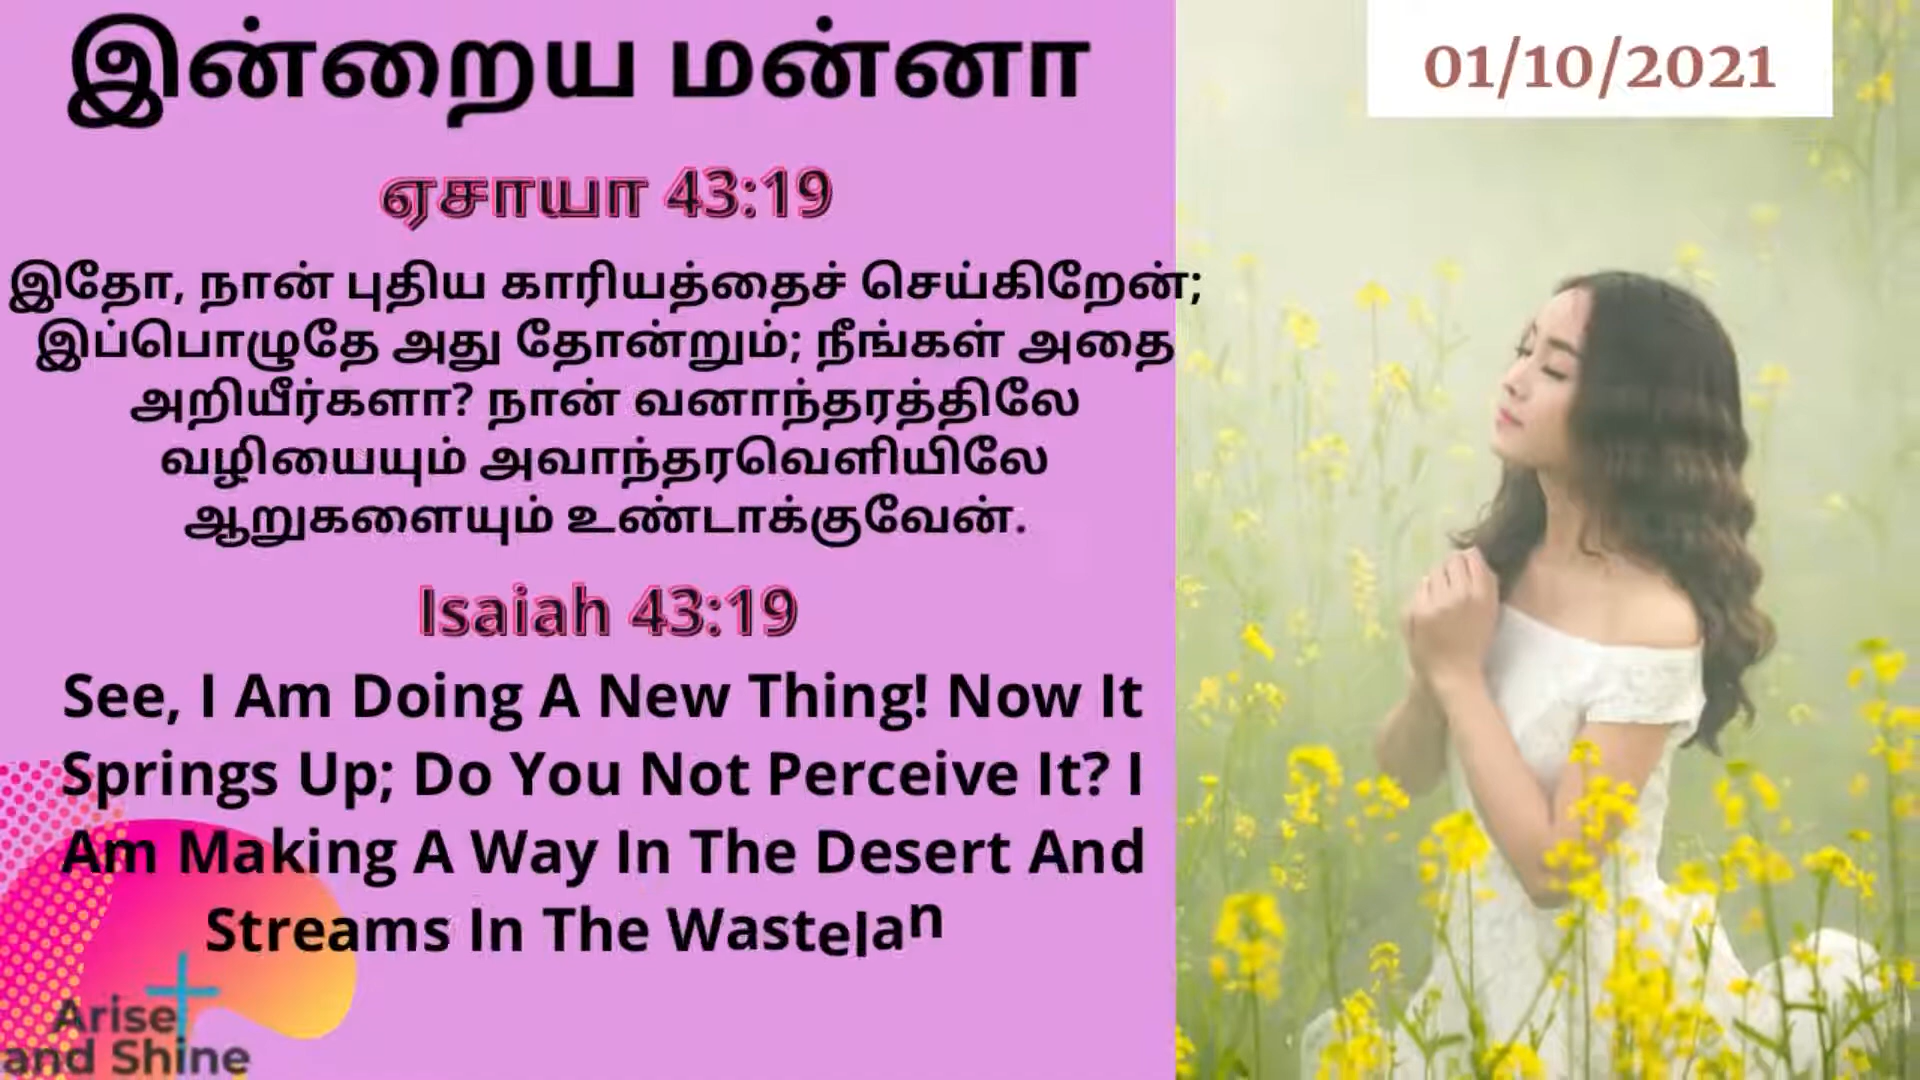 இன்றைய மன்னா
01/10/2021
ஏசாயா 43:19
இதோ, நான் புதிய காரியத்தைச் செய்கிறேன்;
இப்பொழுதே அது தோன்றும்; நீங்கள் அதை
அறியீர்களா? நான் வனாந்தரத்திலே
வழியையும் அவாந்தரவெளியிலே
ஆறுகளையும் உண்டாக்குவேன்.
Isaiah 43:19
See, I Am Doing A New Thing! Now It
Springs Up; Do You Not Perceive It? I
Am Making A Way In The Desert And
Streams In The Wastelan
Arise
and Shine